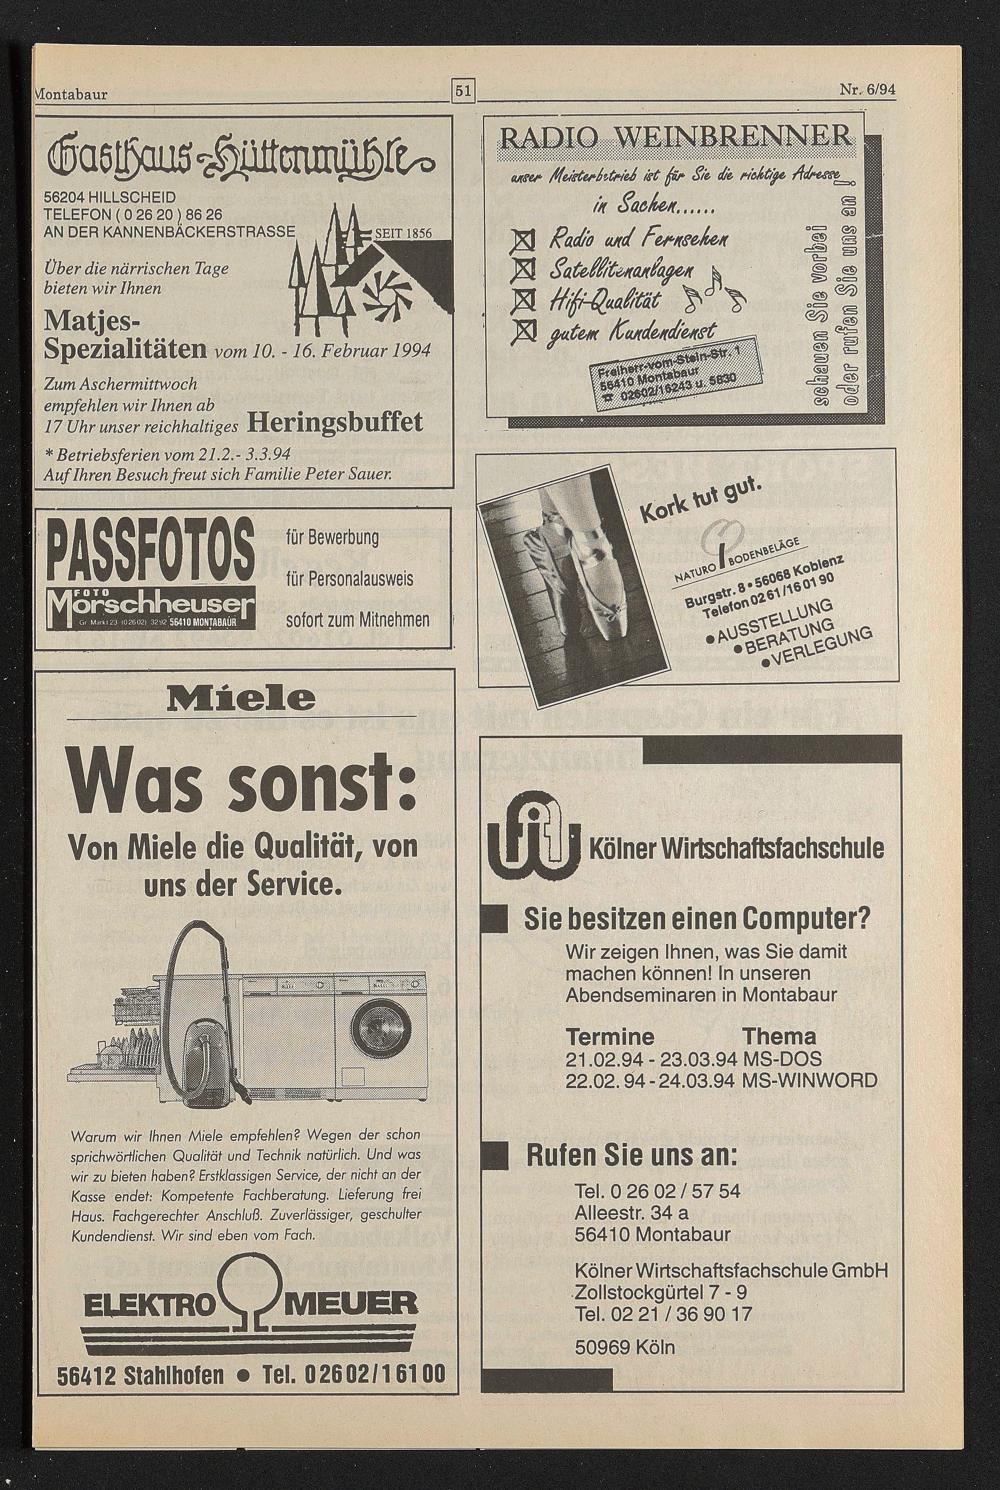 Montabaur
51
Nr. 6/94
Gasthaus-Hüttenmühle
56204 HILLSCHEID
TELEFON ( 0 26 20 ) 86 26
AN DER KANNENBÄCKERSTRASSE
SEIT 1856
Über die närrischen Tage
bieten wir Ihnen
Matjes-
Spezialitäten vom 10. - 16. Februar 1994
Zum Aschermittwoch
empfehlen wir Ihnen ab
17 Uhr unser reichhaltiges Heringsbuffet
* Betriebsferien vom 21.2.- 3.3.94
Auf Ihren Besuch freut sich Familie Peter Sauer.
PASSFOTOS
FOTO
Mörschheuser
Gr. Markt 23 (02602) 3292 56410 MONTABAUR
für Bewerbung
für Personalausweis
sofort zum Mitnehmen
Miele
Was sonst:
Von Miele die Qualität, von
uns der Service.
Warum wir Ihnen Miele empfehlen? Wegen der schon
sprichwörtlichen Qualität und Technik natürlich. Und was
wir zu bieten haben? Erstklassigen Service, der nicht an der
Kasse endet: Kompetente Fachberatung. Lieferung frei
Haus. Fachgerechter Anschluß. Zuverlässiger, geschulter
Kundendienst. Wir sind eben vom Fach.
ELEKTRO MEUER
56412 Stahlhofen ● Tel. 02602/16100
RADIO WEINBRENNER
unser Meisterbetrieb ist für Sie die richtige Adresse
in Sachen......
Radio und Fernsehen
Satellitenanlagen
Hifi-Qualität
gutem Kundendienst
Freiherr-vom-Stein-Str. 1
56410 Montabaur
☎ 02602/16243 u. 5830
schauen Sie vorbei
oder rufen Sie uns an !
Kork tut gut.
NATURO BODENBELÄGE
Burgstr. 8 • 56068 Koblenz
Telefon 02 61/16 01 90
● AUSSTELLUNG
● BERATUNG
● VERLEGUNG
Kölner Wirtschaftsfachschule
Sie besitzen einen Computer?
Wir zeigen Ihnen, was Sie damit
machen können! In unseren
Abendseminaren in Montabaur
Termine Thema
21.02.94 - 23.03.94 MS-DOS
22.02. 94 - 24.03.94 MS-WINWORD
Rufen Sie uns an:
Tel. 0 26 02 / 57 54
Alleestr. 34 a
56410 Montabaur
Kölner Wirtschaftsfachschule GmbH
Zollstockgürtel 7 - 9
Tel. 02 21 / 36 90 17
50969 Köln